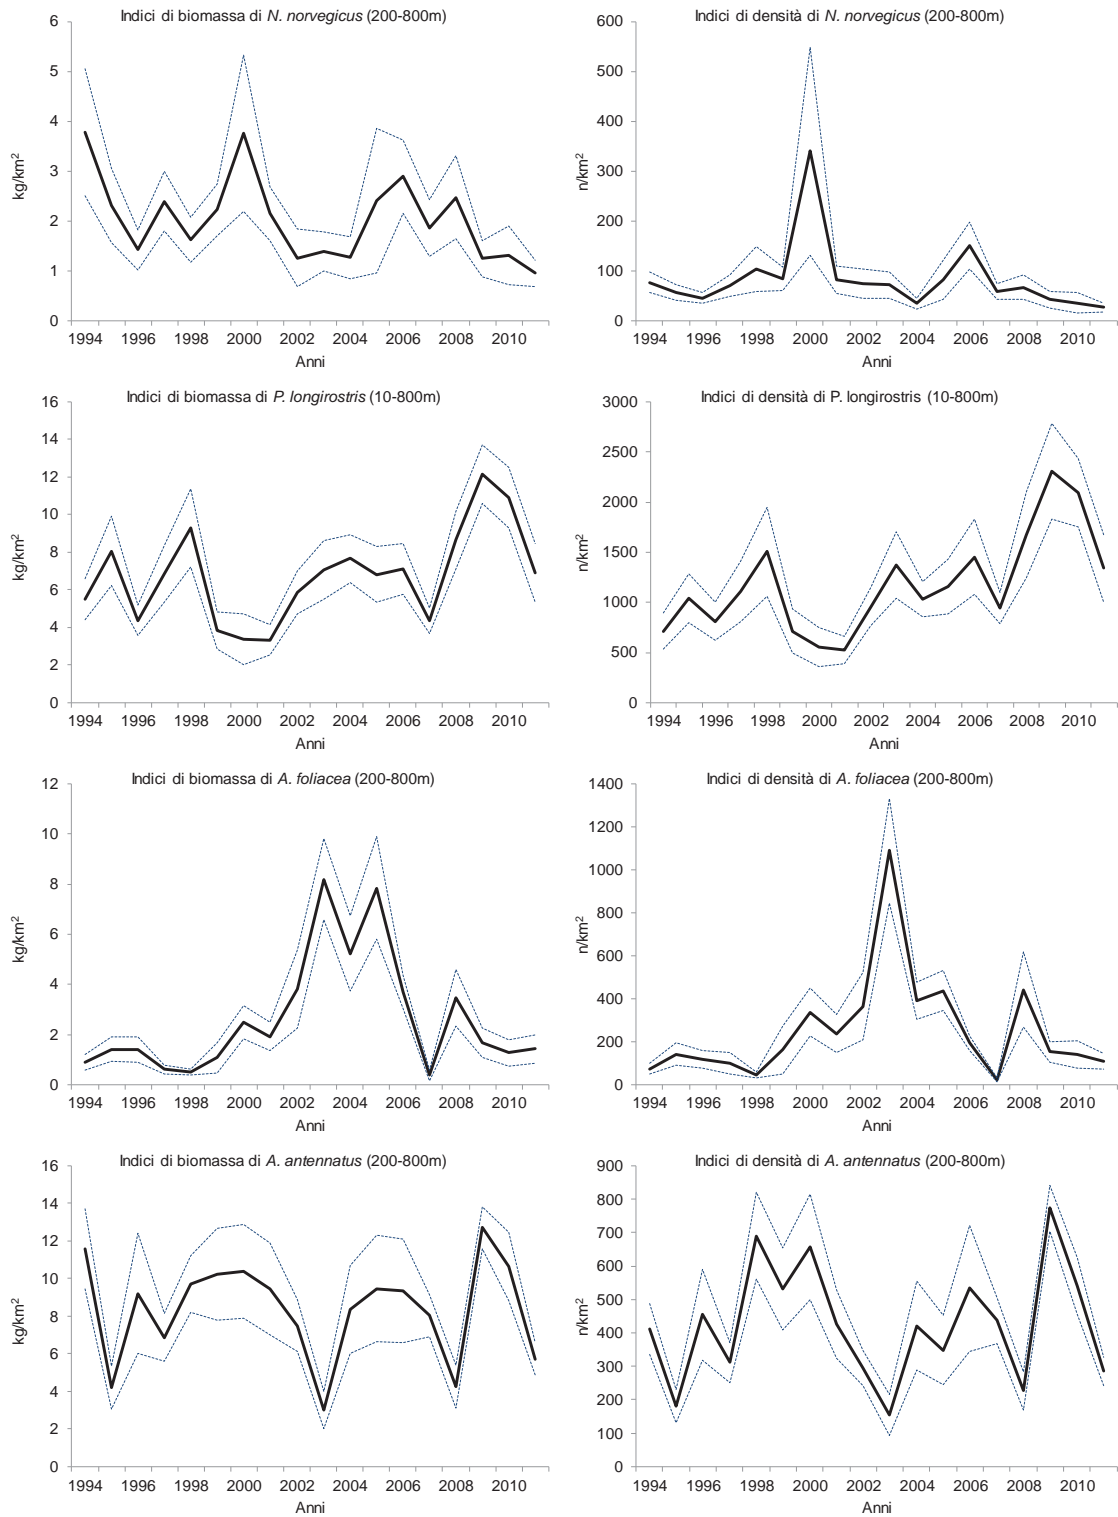 Indici di biomassa di N. norvegicus (200-800m)
6
5
4
3
2
1
0
kg/km²
1994 1996 1998 2000 2002 2004 2006 2008 2010
Anni
Indici di densità di N. norvegicus (200-800m)
600
500
400
300
200
100
0
n/km²
1994 1996 1998 2000 2002 2004 2006 2008 2010
Anni
Indici di biomassa di P. longirostris (10-800m)
16
14
12
10
8
6
4
2
0
kg/km²
1994 1996 1998 2000 2002 2004 2006 2008 2010
Anni
Indici di densità di P. longirostris (10-800m)
3000
2500
2000
1500
1000
500
0
n/km²
1994 1996 1998 2000 2002 2004 2006 2008 2010
Anni
Indici di biomassa di A. foliacea (200-800m)
12
10
8
6
4
2
0
kg/km²
1994 1996 1998 2000 2002 2004 2006 2008 2010
Anni
Indici di densità di A. foliacea (200-800m)
1400
1200
1000
800
600
400
200
0
n/km²
1994 1996 1998 2000 2002 2004 2006 2008 2010
Anni
Indici di biomassa di A. antennatus (200-800m)
16
14
12
10
8
6
4
2
0
kg/km²
1994 1996 1998 2000 2002 2004 2006 2008 2010
Anni
Indici di densità di A. antennatus (200-800m)
900
800
700
600
500
400
300
200
100
0
n/km²
1994 1996 1998 2000 2002 2004 2006 2008 2010
Anni